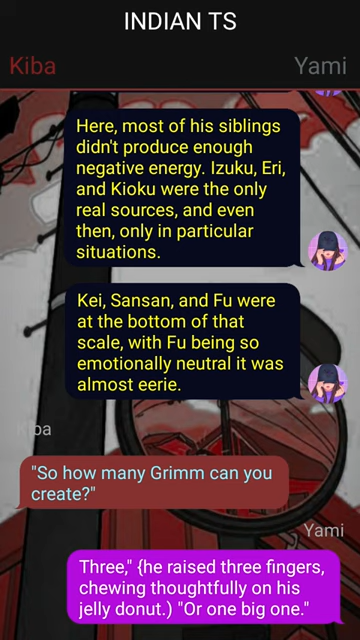 INDIAN TS
Kiba
Yami
Here, most of his siblings
didn't produce enough
negative energy. Izuku, Eri,
and Kioku were the only
real sources, and even
then, only in particular
situations.
Kei, Sansan, and Fu were
at the bottom of that
scale, with Fu being so
emotionally neutral it was
almost eerie.
Kiba
"So how many Grimm can you
create?"
Yami
Three," {he raised three fingers,
chewing thoughtfully on his
jelly donut.) "Or one big one."